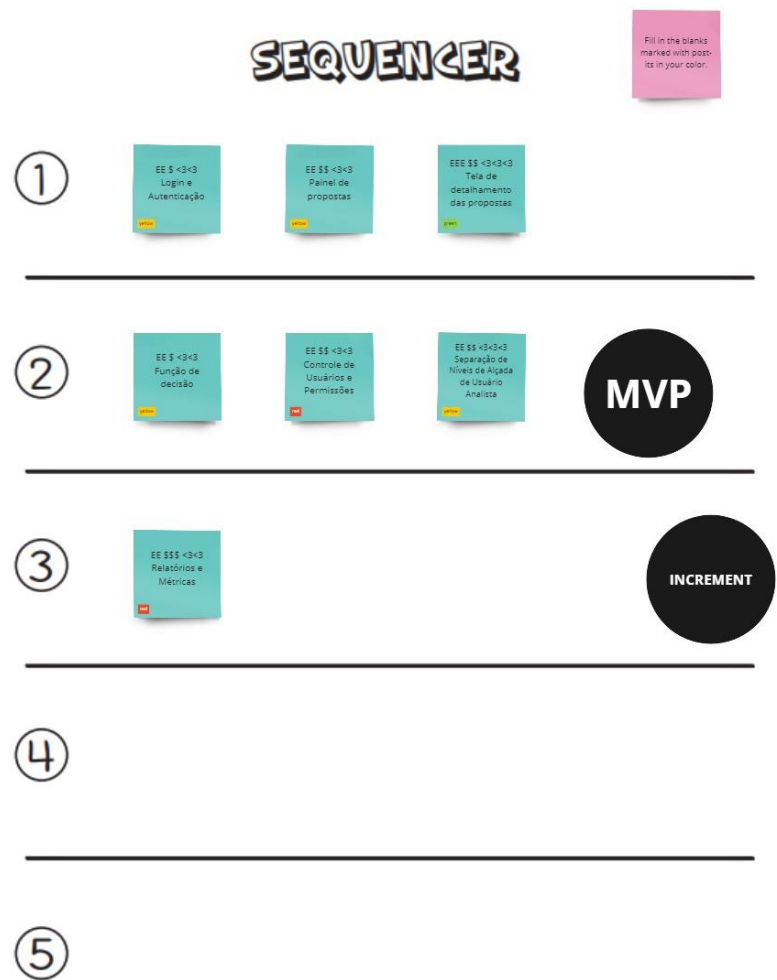 SEQUENCER
Fill in the blanks
marked with post-
its in your color.
1
EE $ <3<3
Login e
Autenticação
yellow
EE $$ <3<3
Painel de
propostas
yellow
EEE $$ <3<3<3
Tela de
detalhamento
das propostas
green
2
EE $ <3<3
Função de
decisão
yellow
EE $$ <3<3
Controle de
Usuários e
Permissões
red
EE $$ <3<3<3
Separação de
Níveis de Alçada
de Usuário
Analista
yellow
MVP
3
EE $$$ <3<3
Relatórios e
Métricas
red
INCREMENT
4
5